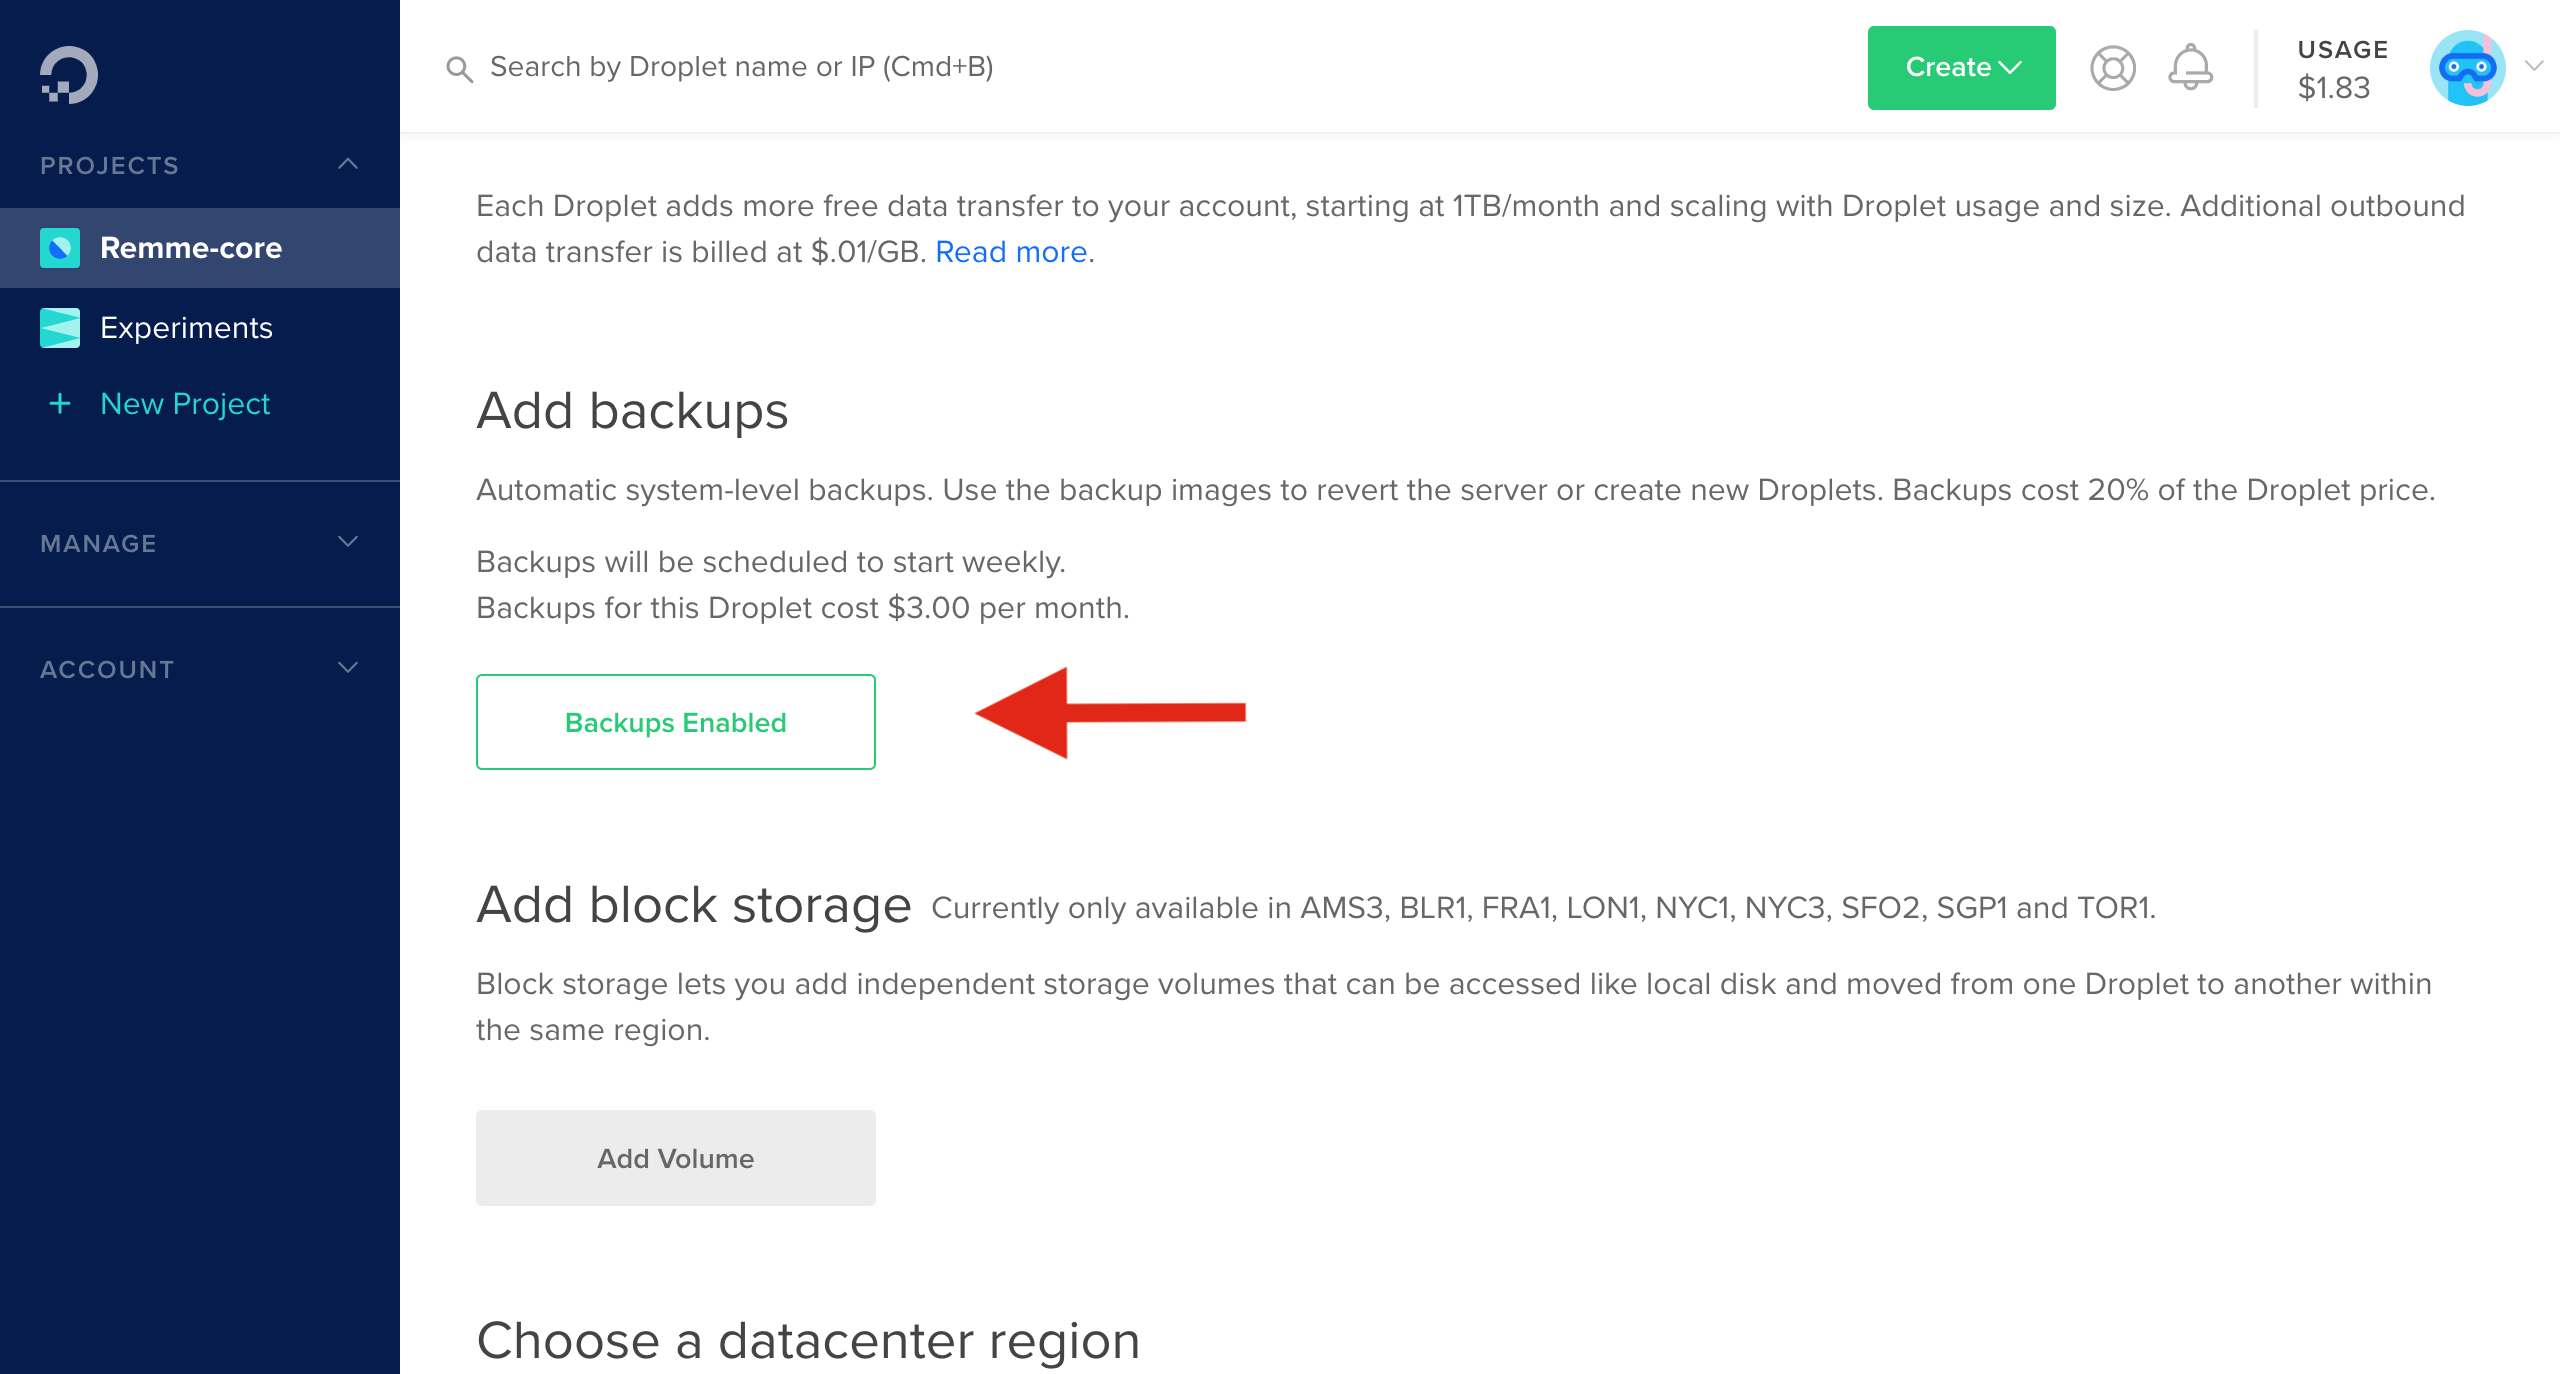 Search by Droplet name or IP (Cmd+B)
Create
USAGE
$1.83
PROJECTS
Remme-core
Experiments
+ New Project
MANAGE
ACCOUNT
Each Droplet adds more free data transfer to your account, starting at 1TB/month and scaling with Droplet usage and size. Additional outbound
data transfer is billed at $.01/GB. Read more.
Add backups
Automatic system-level backups. Use the backup images to revert the server or create new Droplets. Backups cost 20% of the Droplet price.
Backups will be scheduled to start weekly.
Backups for this Droplet cost $3.00 per month.
Backups Enabled
Add block storage Currently only available in AMS3, BLR1, FRA1, LON1, NYC1, NYC3, SFO2, SGP1 and TOR1.
Block storage lets you add independent storage volumes that can be accessed like local disk and moved from one Droplet to another within
the same region.
Add Volume
Choose a datacenter region